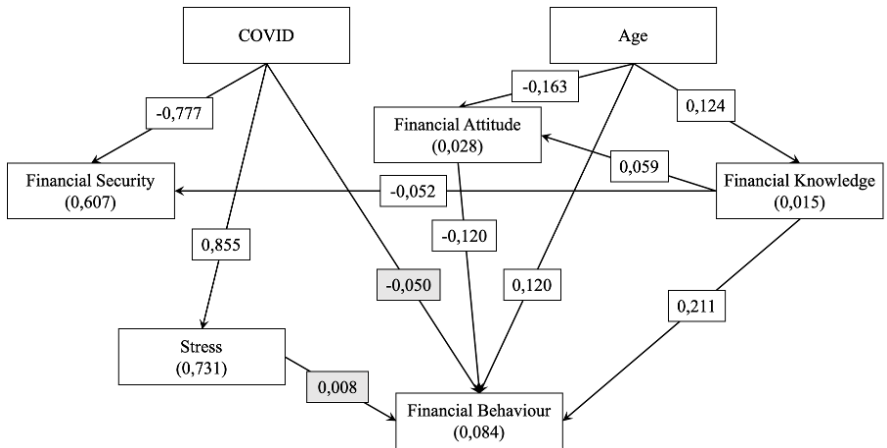 COVID
Age
-0,163
-0,777
0,124
Financial Attitude
(0,028)
0,059
Financial Security
(0,607)
-0,052
Financial Knowledge
(0,015)
0,855
-0,120
-0,050
0,120
0,211
Stress
(0,731)
0,008
Financial Behaviour
(0,084)